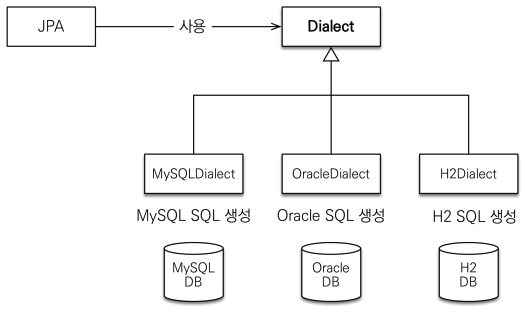 JPA
사용
Dialect
MySQLDialect
OracleDialect
H2Dialect
MySQL SQL 생성
Oracle SQL 생성
H2 SQL 생성
MySQL
DB
Oracle
DB
H2
DB